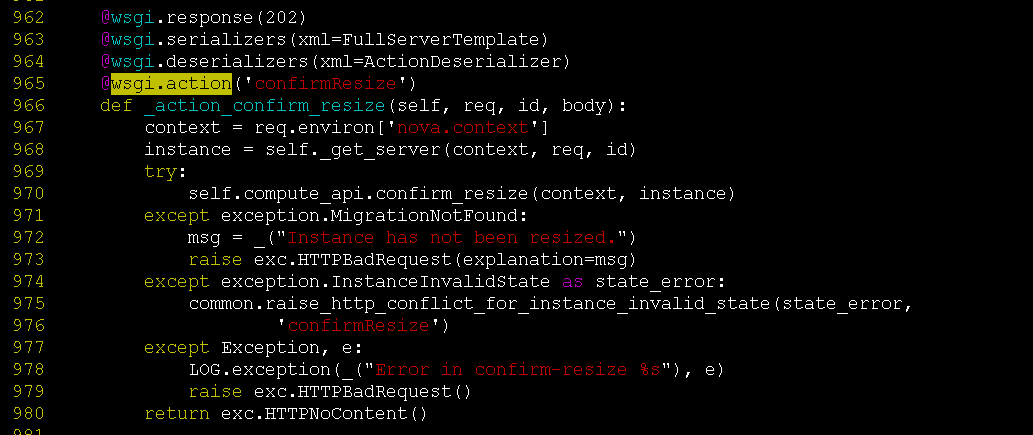 962     @wsgi.response(202)
963     @wsgi.serializers(xml=FullServerTemplate)
964     @wsgi.deserializers(xml=ActionDeserializer)
965     @wsgi.action('confirmResize')
966     def _action_confirm_resize(self, req, id, body):
967         context = req.environ['nova.context']
968         instance = self._get_server(context, req, id)
969         try:
970             self.compute_api.confirm_resize(context, instance)
971         except exception.MigrationNotFound:
972             msg = _("Instance has not been resized.")
973             raise exc.HTTPBadRequest(explanation=msg)
974         except exception.InstanceInvalidState as state_error:
975             common.raise_http_conflict_for_instance_invalid_state(state_error,
976                     'confirmResize')
977         except Exception, e:
978             LOG.exception(_("Error in confirm-resize %s"), e)
979             raise exc.HTTPBadRequest()
980         return exc.HTTPNoContent()